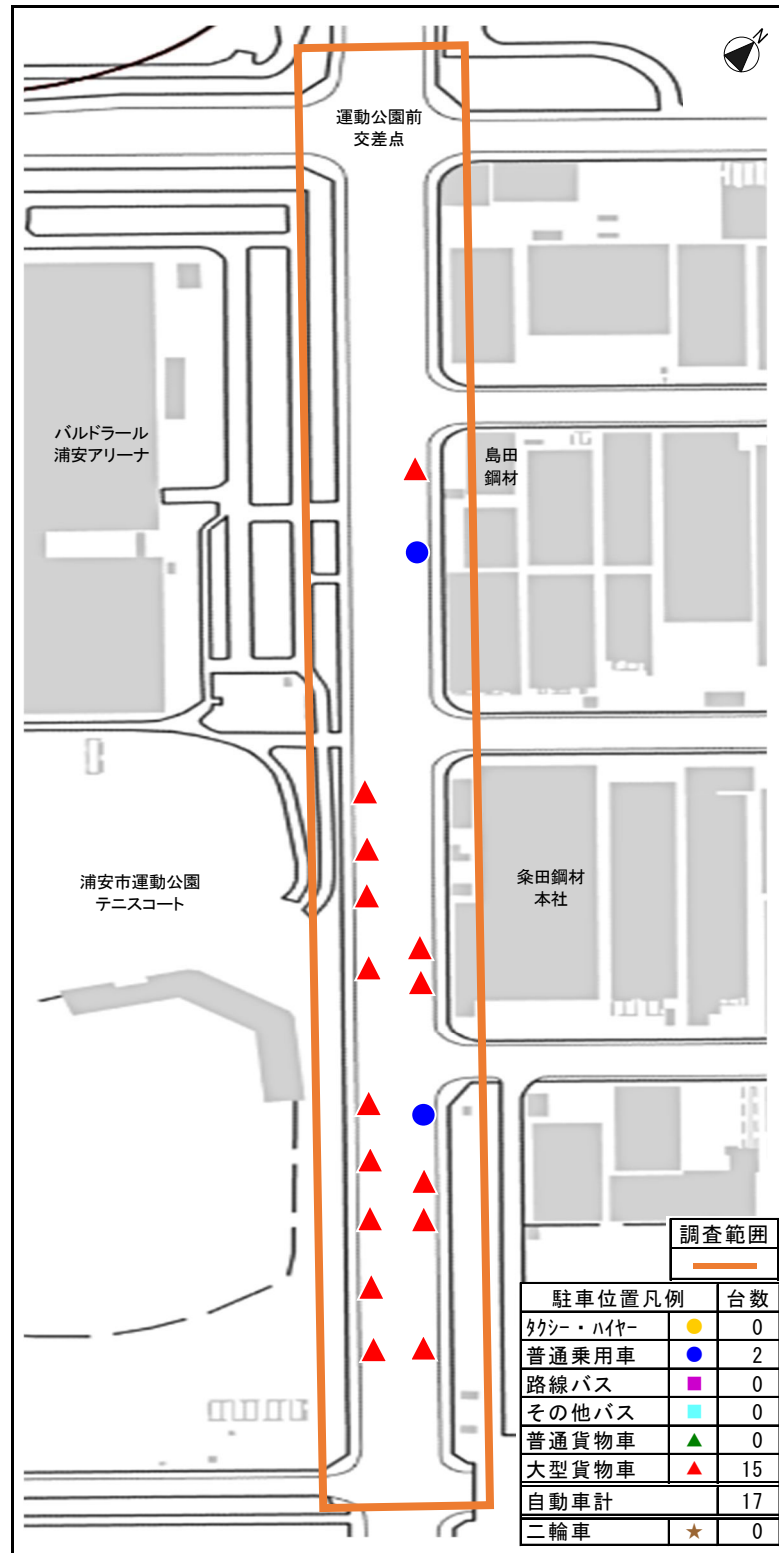 N
運動公園前
交差点
バルドラール
浦安アリーナ
島田
鋼材
浦安市運動公園
テニスコート
粂田鋼材
本社
調査範囲
駐車位置凡例 台数
ﾀｸｼｰ・ﾊｲﾔｰ ● 0
普通乗用車 ● 2
路線バス ■ 0
その他バス ■ 0
普通貨物車 ▲ 0
大型貨物車 ▲ 15
自動車計 17
二輪車 ★ 0